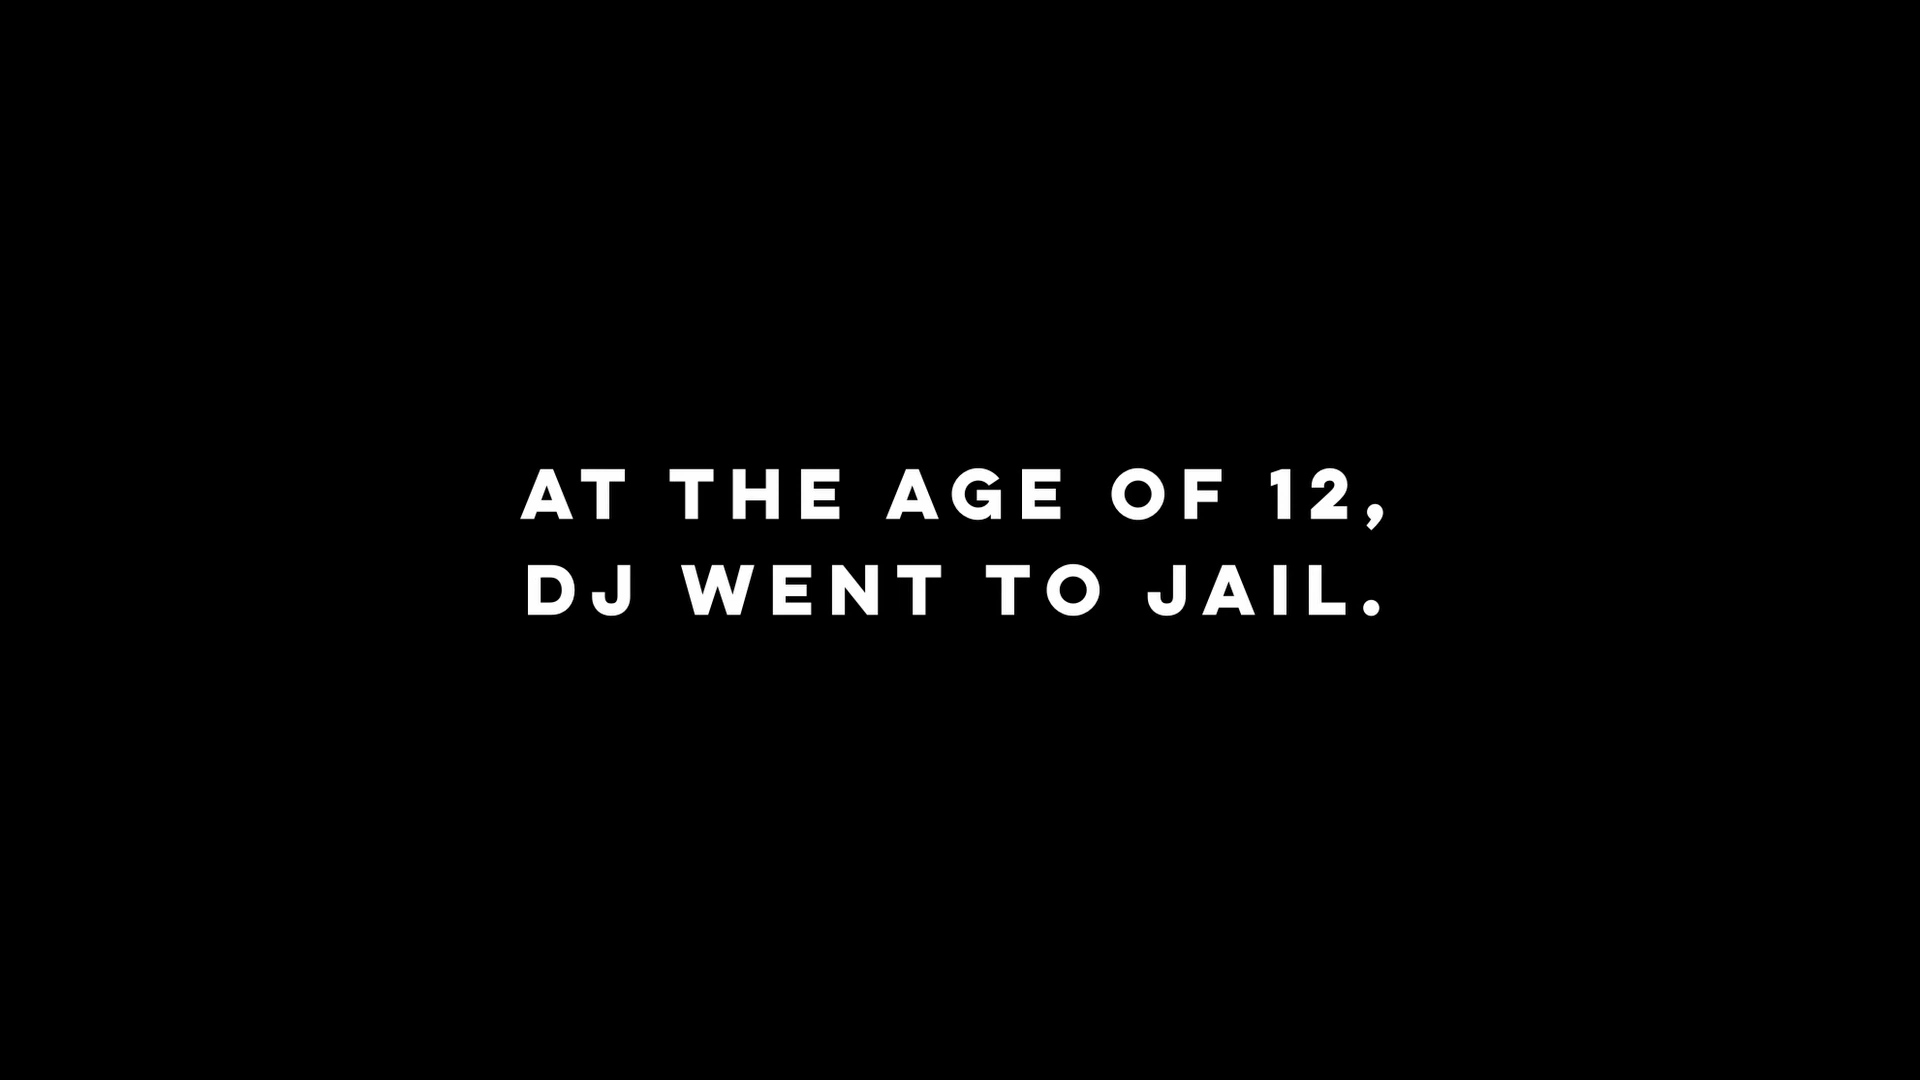 AT THE AGE OF 12,
DJ WENT TO JAIL.